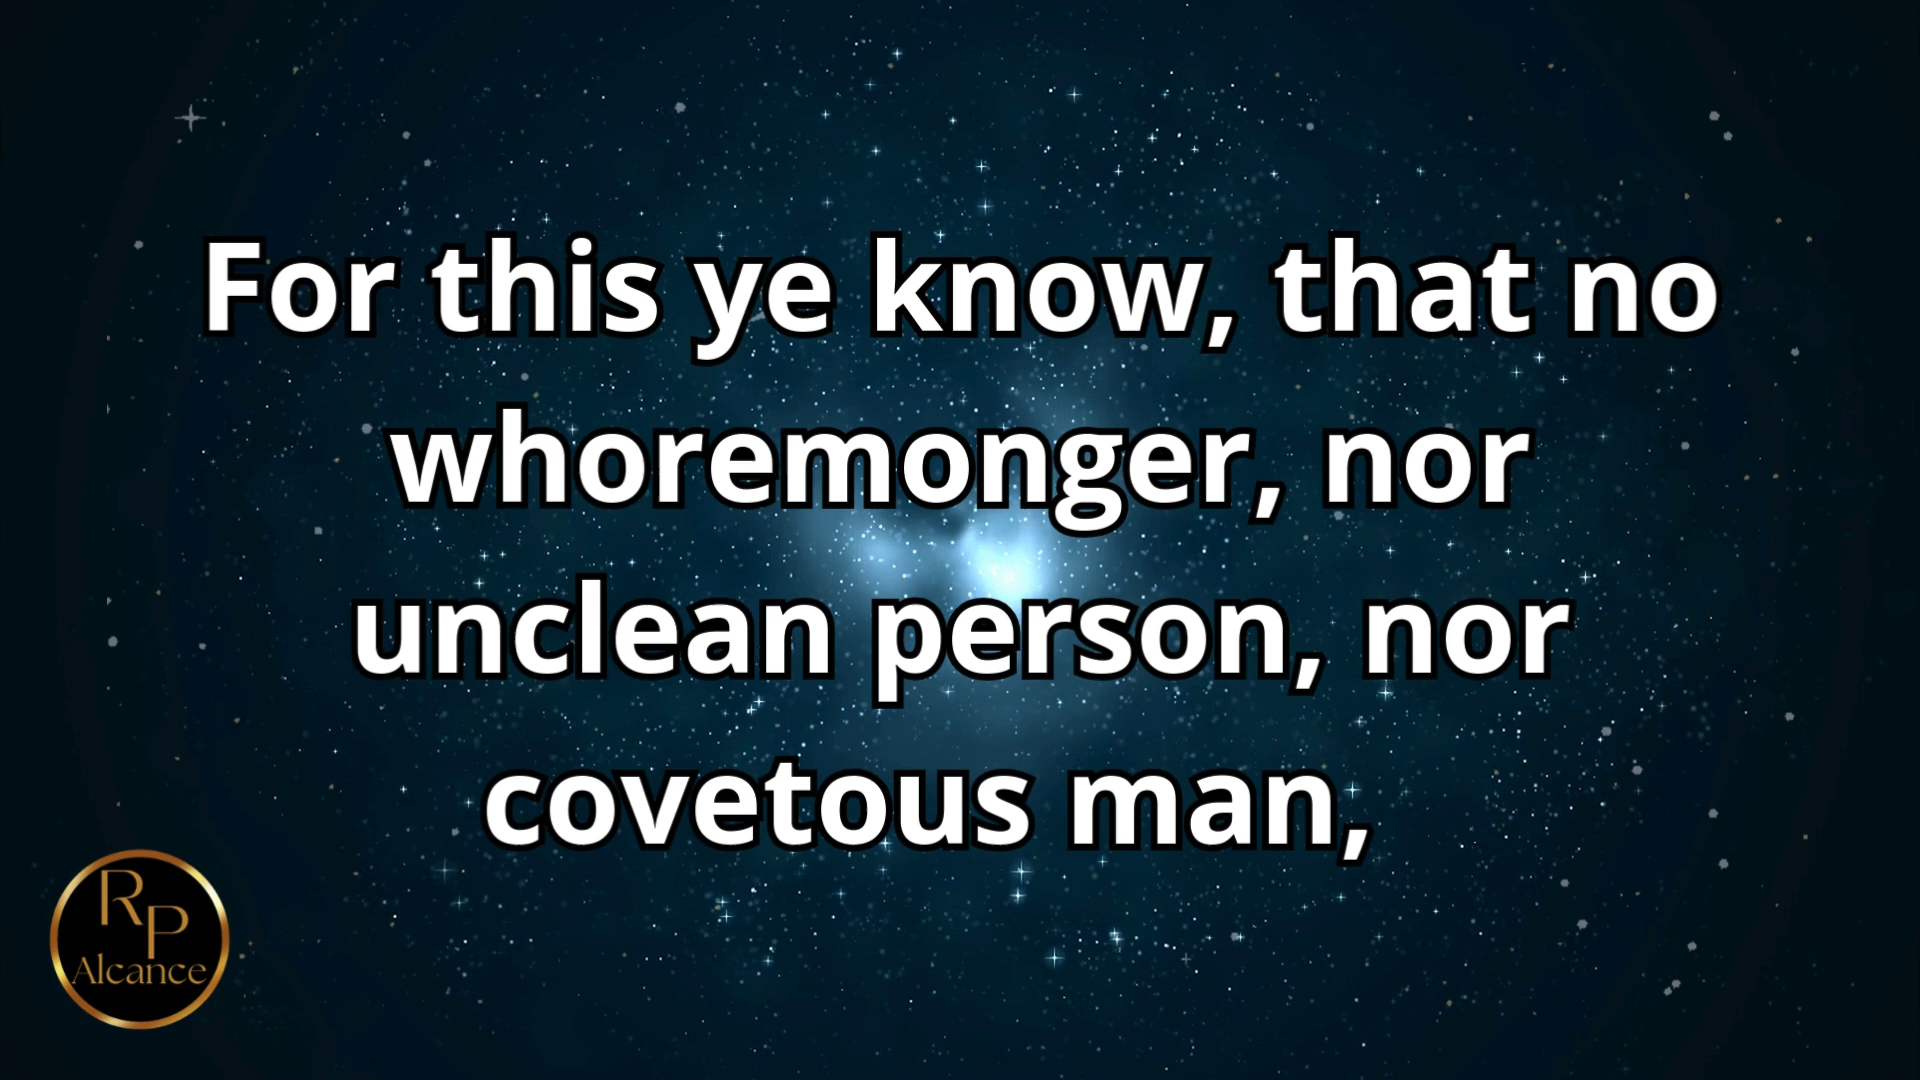 For this ye know, that no
whoremonger, nor
unclean person, nor
covetous man,
RP
Alcance